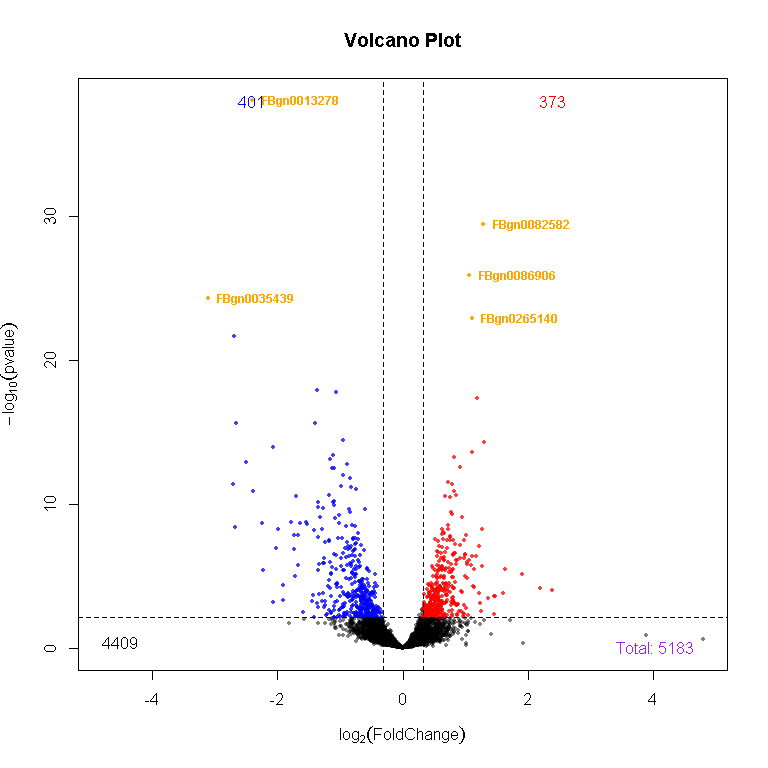 Volcano Plot
401 FBgn0013278
373
FBgn0082582
FBgn0086906
FBgn0035439
FBgn0265140
4409
Total: 5183
0
10
20
30
-4
-2
0
2
4
log2(FoldChange)
−log10(pvalue)